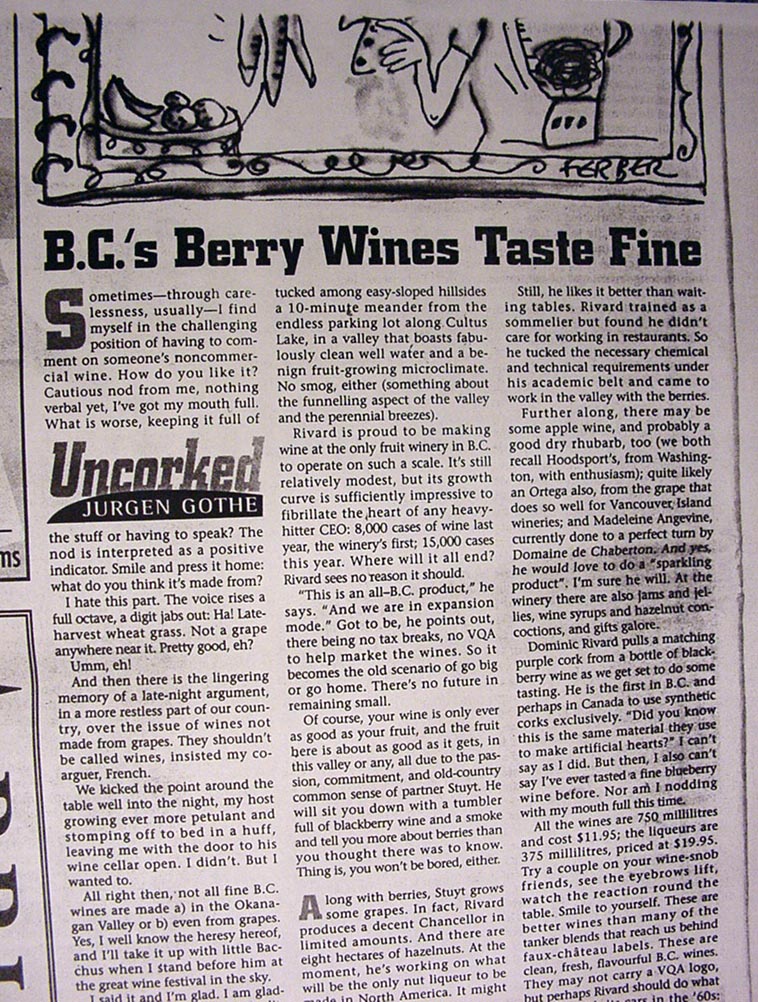 FERBER
B.C.'s Berry Wines Taste Fine
Sometimes—through care-
lessness, usually—I find
myself in the challenging
position of having to com-
ment on someone's noncommer-
cial wine. How do you like it?
Cautious nod from me, nothing
verbal yet, I've got my mouth full.
What is worse, keeping it full of
Uncorked
JURGEN GOTHE
the stuff or having to speak? The
nod is interpreted as a positive
indicator. Smile and press it home:
what do you think it's made from?
I hate this part. The voice rises a
full octave, a digit jabs out: Ha! Late-
harvest wheat grass. Not a grape
anywhere near it. Pretty good, eh?
Umm, eh!
And then there is the lingering
memory of a late-night argument,
in a more restless part of our coun-
try, over the issue of wines not
made from grapes. They shouldn't
be called wines, insisted my co-
arguer, French.
We kicked the point around the
table well into the night, my host
growing ever more petulant and
stomping off to bed in a huff,
leaving me with the door to his
wine cellar open. I didn't. But I
wanted to.
All right then, not all fine B.C.
wines are made a) in the Okana-
gan Valley or b) even from grapes.
Yes, I well know the heresy hereof,
and I'll take it up with little Bac-
chus when I stand before him at
the great wine festival in the sky.
I said it and I'm glad. I am glad-
tucked among easy-sloped hillsides
a 10-minute meander from the
endless parking lot along Cultus
Lake, in a valley that boasts fabu-
lously clean well water and a be-
nign fruit-growing microclimate.
No smog, either (something about
the funnelling aspect of the valley
and the perennial breezes).
Rivard is proud to be making
wine at the only fruit winery in B.C.
to operate on such a scale. It's still
relatively modest, but its growth
curve is sufficiently impressive to
fibrillate the heart of any heavy-
hitter CEO: 8,000 cases of wine last
year, the winery's first; 15,000 cases
this year. Where will it all end?
Rivard sees no reason it should.
"This is an all–B.C. product," he
says. "And we are in expansion
mode." Got to be, he points out,
there being no tax breaks, no VQA
to help market the wines. So it
becomes the old scenario of go big
or go home. There's no future in
remaining small.
Of course, your wine is only ever
as good as your fruit, and the fruit
here is about as good as it gets, in
this valley or any, all due to the pas-
sion, commitment, and old-country
common sense of partner Stuyt. He
will sit you down with a tumbler
full of blackberry wine and a smoke
and tell you more about berries than
you thought there was to know.
Thing is, you won't be bored, either.
Along with berries, Stuyt grows
some grapes. In fact, Rivard
produces a decent Chancellor in
limited amounts. And there are
eight hectares of hazelnuts. At the
moment, he's working on what
will be the only nut liqueur to be
made in North America. It might
Still, he likes it better than wait-
ing tables. Rivard trained as a
sommelier but found he didn't
care for working in restaurants. So
he tucked the necessary chemical
and technical requirements under
his academic belt and came to
work in the valley with the berries.
Further along, there may be
some apple wine, and probably a
good dry rhubarb, too (we both
recall Hoodsport's, from Washing-
ton, with enthusiasm); quite likely
an Ortega also, from the grape that
does so well for Vancouver Island
wineries; and Madeleine Angevine,
currently done to a perfect turn by
Domaine de Chaberton. And yes,
he would love to do a "sparkling
product". I'm sure he will. At the
winery there are also jams and jel-
lies, wine syrups and hazelnut con-
coctions, and gifts galore.
Dominic Rivard pulls a matching
purple cork from a bottle of black-
berry wine as we get set to do some
tasting. He is the first in B.C. and
perhaps in Canada to use synthetic
corks exclusively. "Did you know
this is the same material they use
to make artificial hearts?" I can't
say as I did. But then, I also can't
say I've ever tasted a fine blueberry
wine before. Nor am I nodding
with my mouth full this time.
All the wines are 750 millilitres
and cost $11.95; the liqueurs are
375 millilitres, priced at $19.95.
Try a couple on your wine-snob
friends, see the eyebrows lift,
watch the reaction round the
table. Smile to yourself. These are
better wines than many of the
tanker blends that reach us behind
faux-château labels. These are
clean, fresh, flavourful B.C. wines.
They may not carry a VQA logo,
but perhaps Rivard should do what
cars in the '60s:
ms